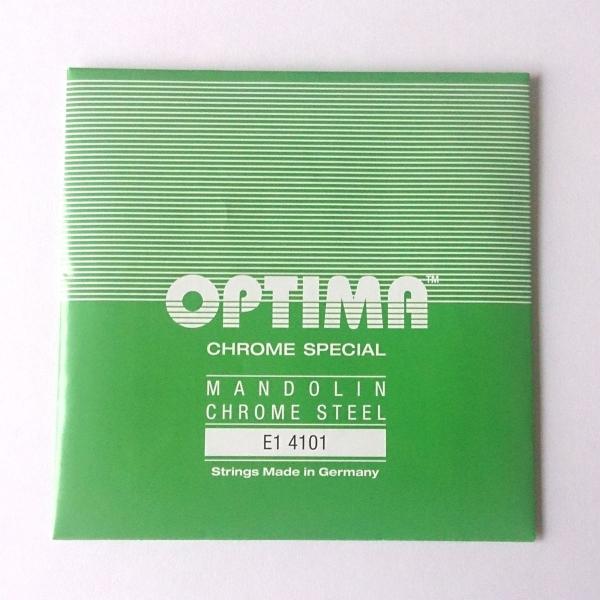 OPTIMA™
CHROME SPECIAL
MANDOLIN
CHROME STEEL
E1 4101
Strings Made in Germany